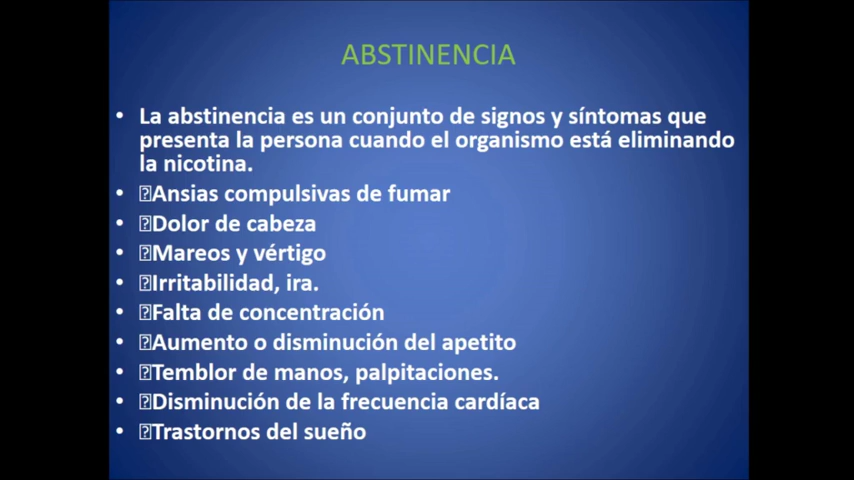 ABSTINENCIA
• La abstinencia es un conjunto de signos y síntomas que
presenta la persona cuando el organismo está eliminando
la nicotina.
• Ansias compulsivas de fumar
• Dolor de cabeza
• Mareos y vértigo
• Irritabilidad, ira.
• Falta de concentración
• Aumento o disminución del apetito
• Temblor de manos, palpitaciones.
• Disminución de la frecuencia cardíaca
• Trastornos del sueño